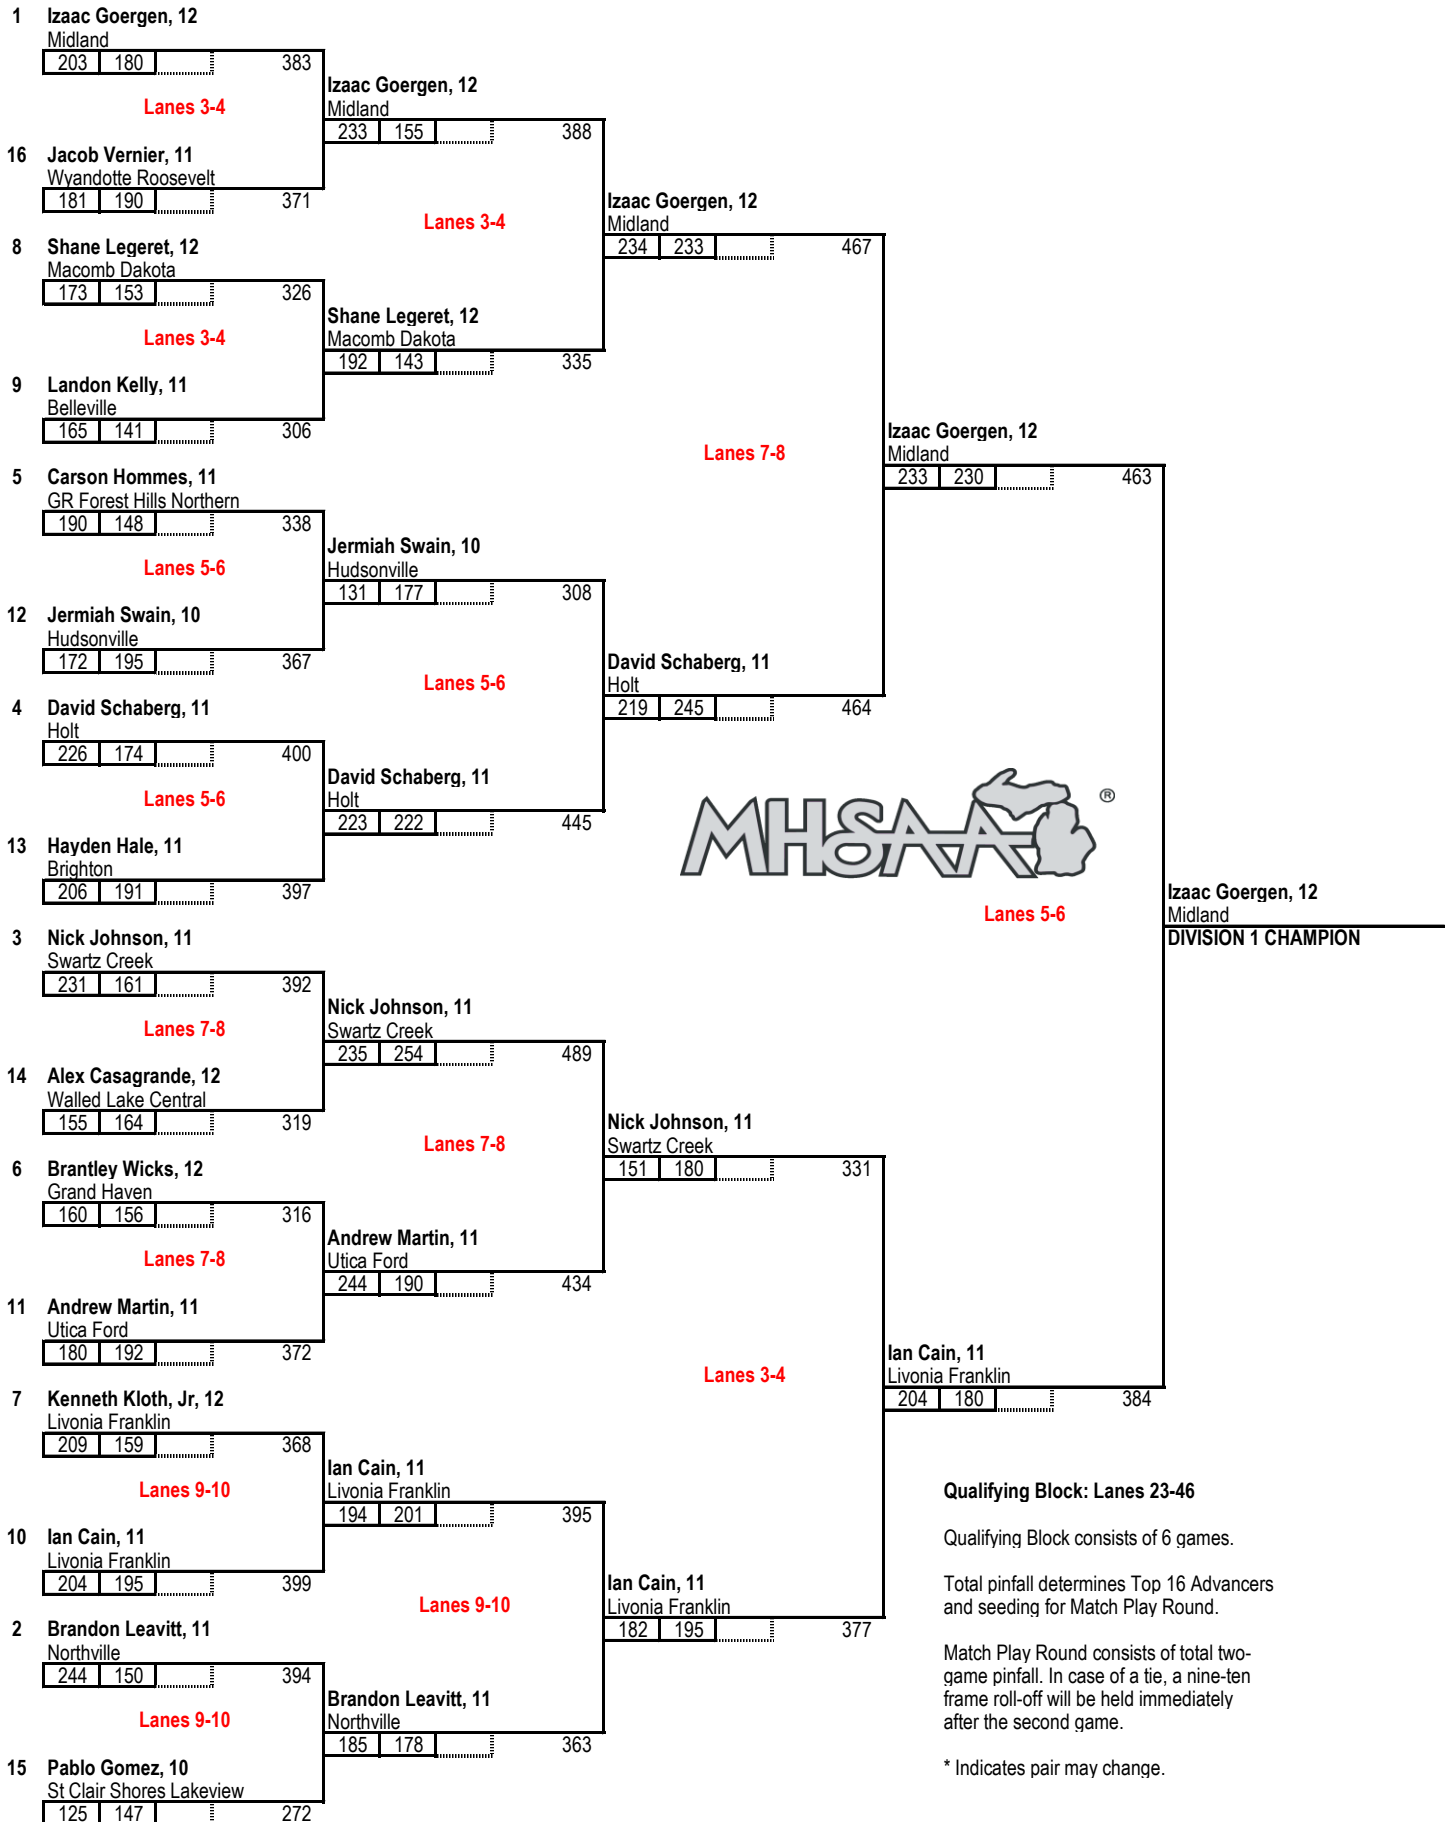 1 Izaac Goergen, 12
Midland
203 180 383
Lanes 3-4
16 Jacob Vernier, 11
Wyandotte Roosevelt
181 190 371
8 Shane Legeret, 12
Macomb Dakota
173 153 326
Lanes 3-4
9 Landon Kelly, 11
Belleville
165 141 306
5 Carson Hommes, 11
GR Forest Hills Northern
190 148 338
Lanes 5-6
12 Jermiah Swain, 10
Hudsonville
172 195 367
4 David Schaberg, 11
Holt
226 174 400
Lanes 5-6
13 Hayden Hale, 11
Brighton
206 191 397
3 Nick Johnson, 11
Swartz Creek
231 161 392
Lanes 7-8
14 Alex Casagrande, 12
Walled Lake Central
155 164 319
6 Brantley Wicks, 12
Grand Haven
160 156 316
Lanes 7-8
11 Andrew Martin, 11
Utica Ford
180 192 372
7 Kenneth Kloth, Jr, 12
Livonia Franklin
209 159 368
Lanes 9-10
10 Ian Cain, 11
Livonia Franklin
204 195 399
2 Brandon Leavitt, 11
Northville
244 150 394
Lanes 9-10
15 Pablo Gomez, 10
St Clair Shores Lakeview
125 147 272
Izaac Goergen, 12
Midland
233 155 388
Lanes 3-4
Shane Legeret, 12
Macomb Dakota
192 143 335
Jermiah Swain, 10
Hudsonville
131 177 308
Lanes 5-6
David Schaberg, 11
Holt
223 222 445
Nick Johnson, 11
Swartz Creek
235 254 489
Lanes 7-8
Andrew Martin, 11
Utica Ford
244 190 434
Ian Cain, 11
Livonia Franklin
194 201 395
Lanes 9-10
Brandon Leavitt, 11
Northville
185 178 363
Izaac Goergen, 12
Midland
234 233 467
Lanes 7-8
David Schaberg, 11
Holt
219 245 464
Nick Johnson, 11
Swartz Creek
151 180 331
Lanes 3-4
Ian Cain, 11
Livonia Franklin
182 195 377
Izaac Goergen, 12
Midland
233 230 463
MHSAA ®
Lanes 5-6
Ian Cain, 11
Livonia Franklin
204 180 384
Izaac Goergen, 12
Midland
DIVISION 1 CHAMPION
Qualifying Block: Lanes 23-46
Qualifying Block consists of 6 games.
Total pinfall determines Top 16 Advancers
and seeding for Match Play Round.
Match Play Round consists of total two-
game pinfall. In case of a tie, a nine-ten
frame roll-off will be held immediately
after the second game.
* Indicates pair may change.